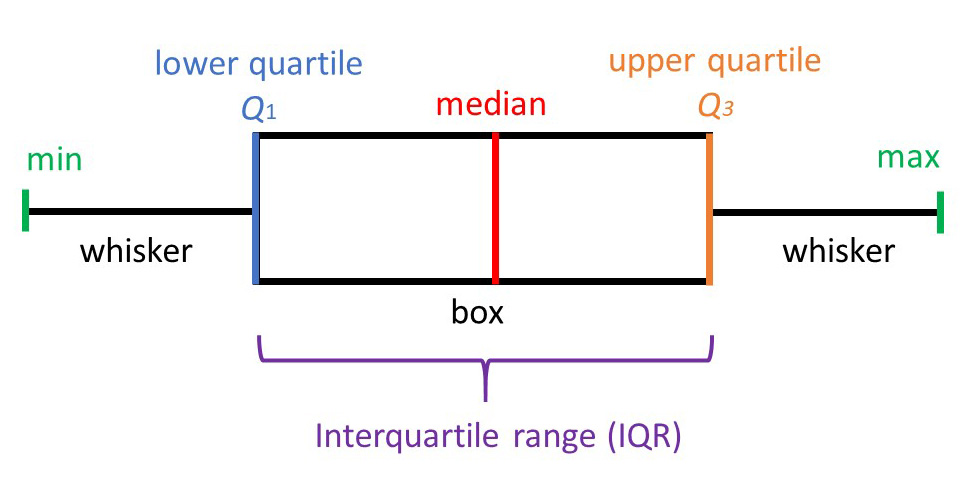 lower quartile
Q1
upper quartile
Q3
median
min
max
whisker
whisker
box
Interquartile range (IQR)